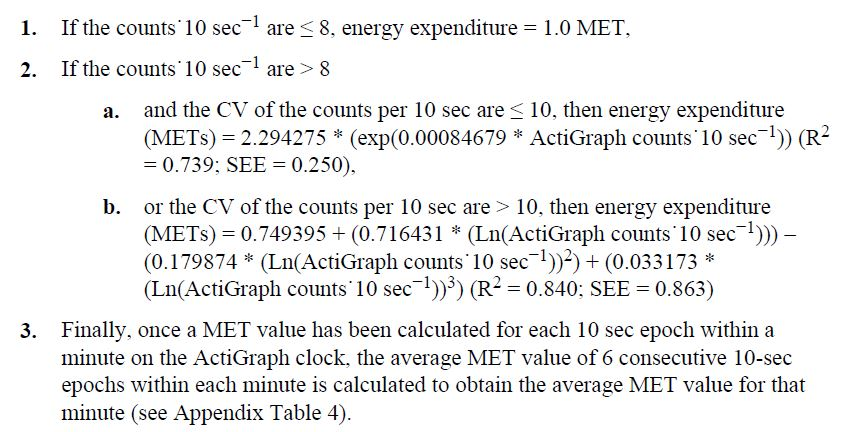 1. If the counts˙10 sec⁻¹ are ≤ 8, energy expenditure = 1.0 MET,
2. If the counts˙10 sec⁻¹ are > 8
a. and the CV of the counts per 10 sec are ≤ 10, then energy expenditure
(METs) = 2.294275 * (exp(0.00084679 * ActiGraph counts˙10 sec⁻¹)) (R²
= 0.739; SEE = 0.250),
b. or the CV of the counts per 10 sec are > 10, then energy expenditure
(METs) = 0.749395 + (0.716431 * (Ln(ActiGraph counts˙10 sec⁻¹))) –
(0.179874 * (Ln(ActiGraph counts˙10 sec⁻¹))²) + (0.033173 *
(Ln(ActiGraph counts˙10 sec⁻¹))³) (R² = 0.840; SEE = 0.863)
3. Finally, once a MET value has been calculated for each 10 sec epoch within a
minute on the ActiGraph clock, the average MET value of 6 consecutive 10-sec
epochs within each minute is calculated to obtain the average MET value for that
minute (see Appendix Table 4).